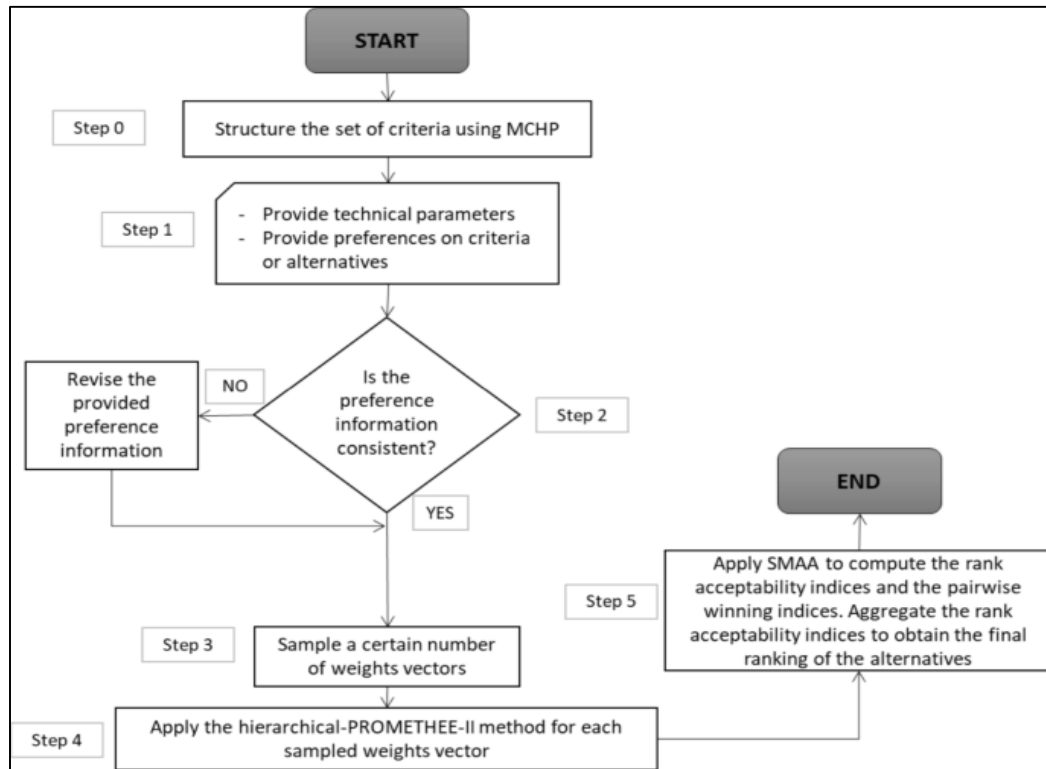 START
Step 0
Structure the set of criteria using MCHP
Step 1
- Provide technical parameters
- Provide preferences on criteria
or alternatives
Is the
preference
information
consistent?
Step 2
NO
Revise the
provided
preference
information
YES
Step 3
Sample a certain number
of weights vectors
Step 4
Apply the hierarchical-PROMETHEE-II method for each
sampled weights vector
Step 5
Apply SMAA to compute the rank
acceptability indices and the pairwise
winning indices. Aggregate the rank
acceptability indices to obtain the final
ranking of the alternatives
END